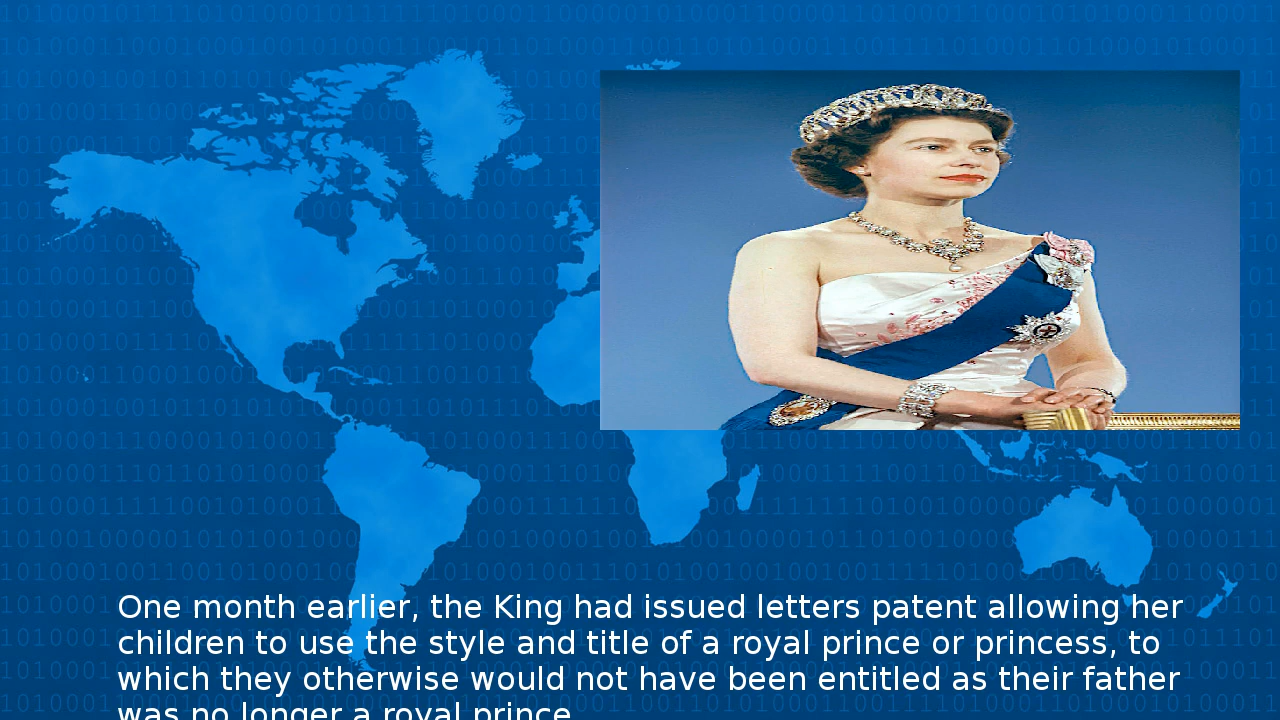 One month earlier, the King had issued letters patent allowing her
children to use the style and title of a royal prince or princess, to
which they otherwise would not have been entitled as their father
was no longer a royal prince.